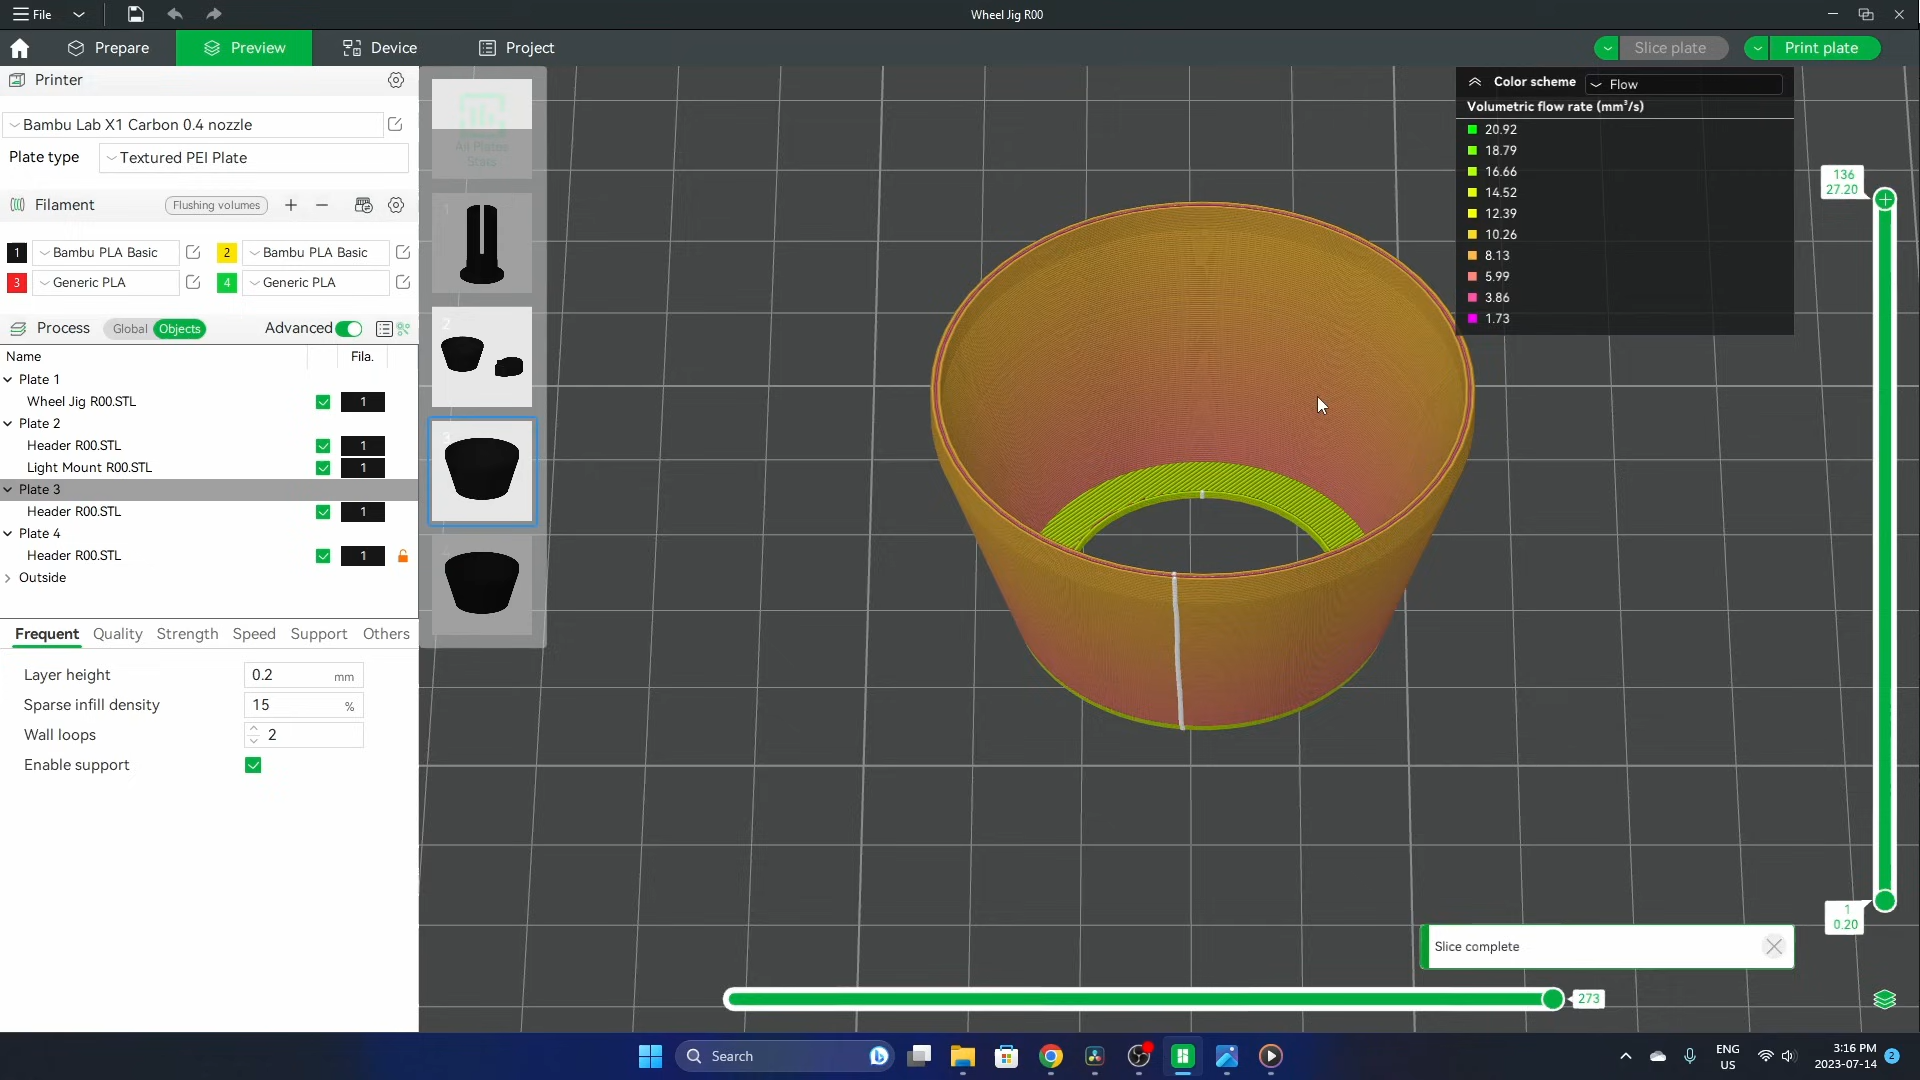 File
Wheel Jig R00
Prepare
Preview
Device
Project
Slice plate
Print plate
Printer
Bambu Lab X1 Carbon 0.4 nozzle
Plate type
Textured PEI Plate
Filament
Flushing volumes
1
Bambu PLA Basic
2
Bambu PLA Basic
3
Generic PLA
4
Generic PLA
Process
Global
Objects
Advanced
Name
Fila.
Plate 1
Wheel Jig R00.STL
1
Plate 2
Header R00.STL
1
Light Mount R00.STL
1
Plate 3
Header R00.STL
1
Plate 4
Header R00.STL
1
Outside
Frequent
Quality
Strength
Speed
Support
Others
Layer height
0.2
mm
Sparse infill density
15
%
Wall loops
2
Enable support
All Plates
Stats
1
2
3
Color scheme
Flow
Volumetric flow rate (mm³/s)
20.92
18.79
16.66
14.52
12.39
10.26
8.13
5.99
3.86
1.73
136
27.20
1
0.20
Slice complete
273
Search
ENG
US
3:16 PM
2023-07-14
2